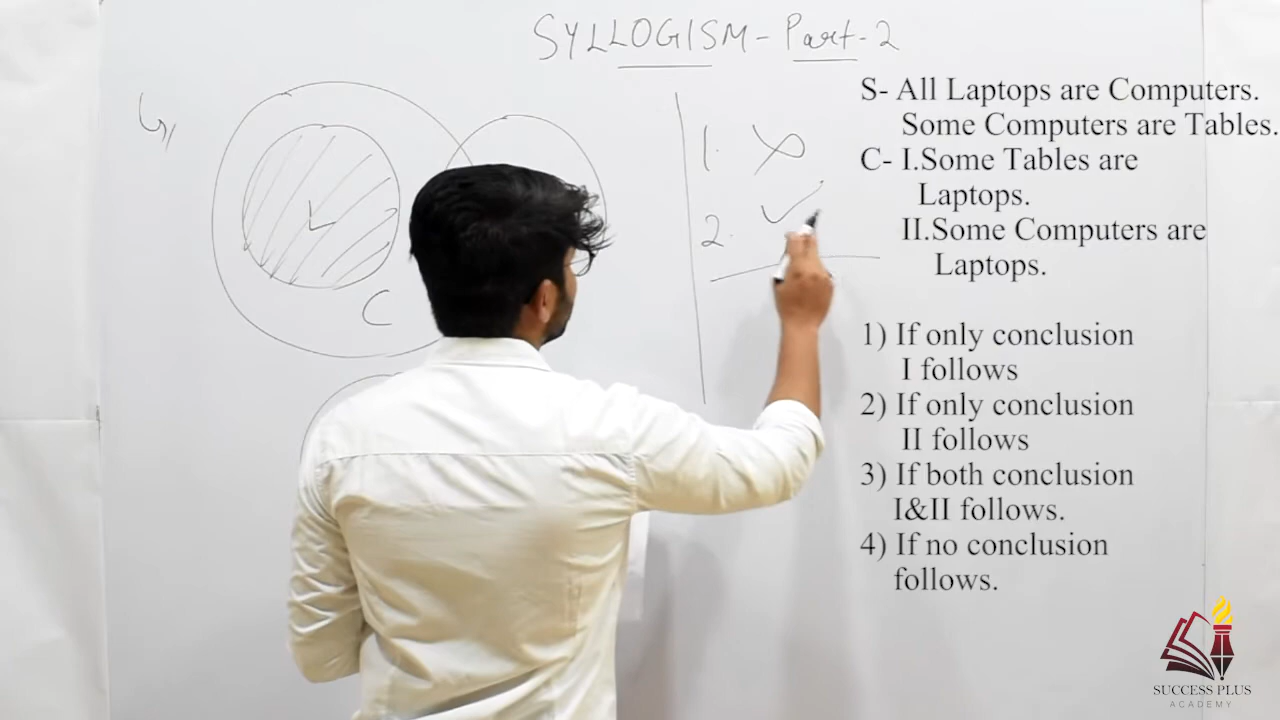 SYLLOGISM - Part - 2
S- All Laptops are Computers.
Some Computers are Tables.
C- I.Some Tables are
Laptops.
II.Some Computers are
Laptops.
1) If only conclusion
I follows
2) If only conclusion
II follows
3) If both conclusion
I&II follows.
4) If no conclusion
follows.
L
C
1.
2.
SUCCESS PLUS
ACADEMY